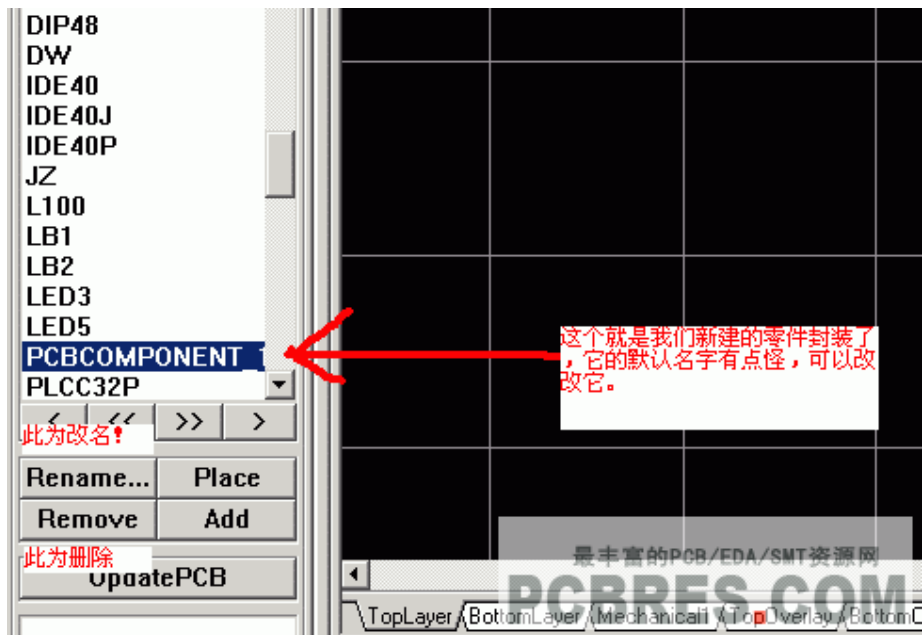 DIP48
DW
IDE40
IDE40J
IDE40P
JZ
L100
LB1
LB2
LED3
LED5
PCBCOMPONENT_1
PLCC32P
< << >> >
此为改名!
Rename... Place
Remove Add
此为删除
UpdatePCB
这个就是我们新建的零件封装了
,它的默认名字有点怪,可以改
改它。
最丰富的PCB/EDA/SMT资源网
PCBRES.COM
TopLayer BottomLayer Mechanical1 TopOverlay